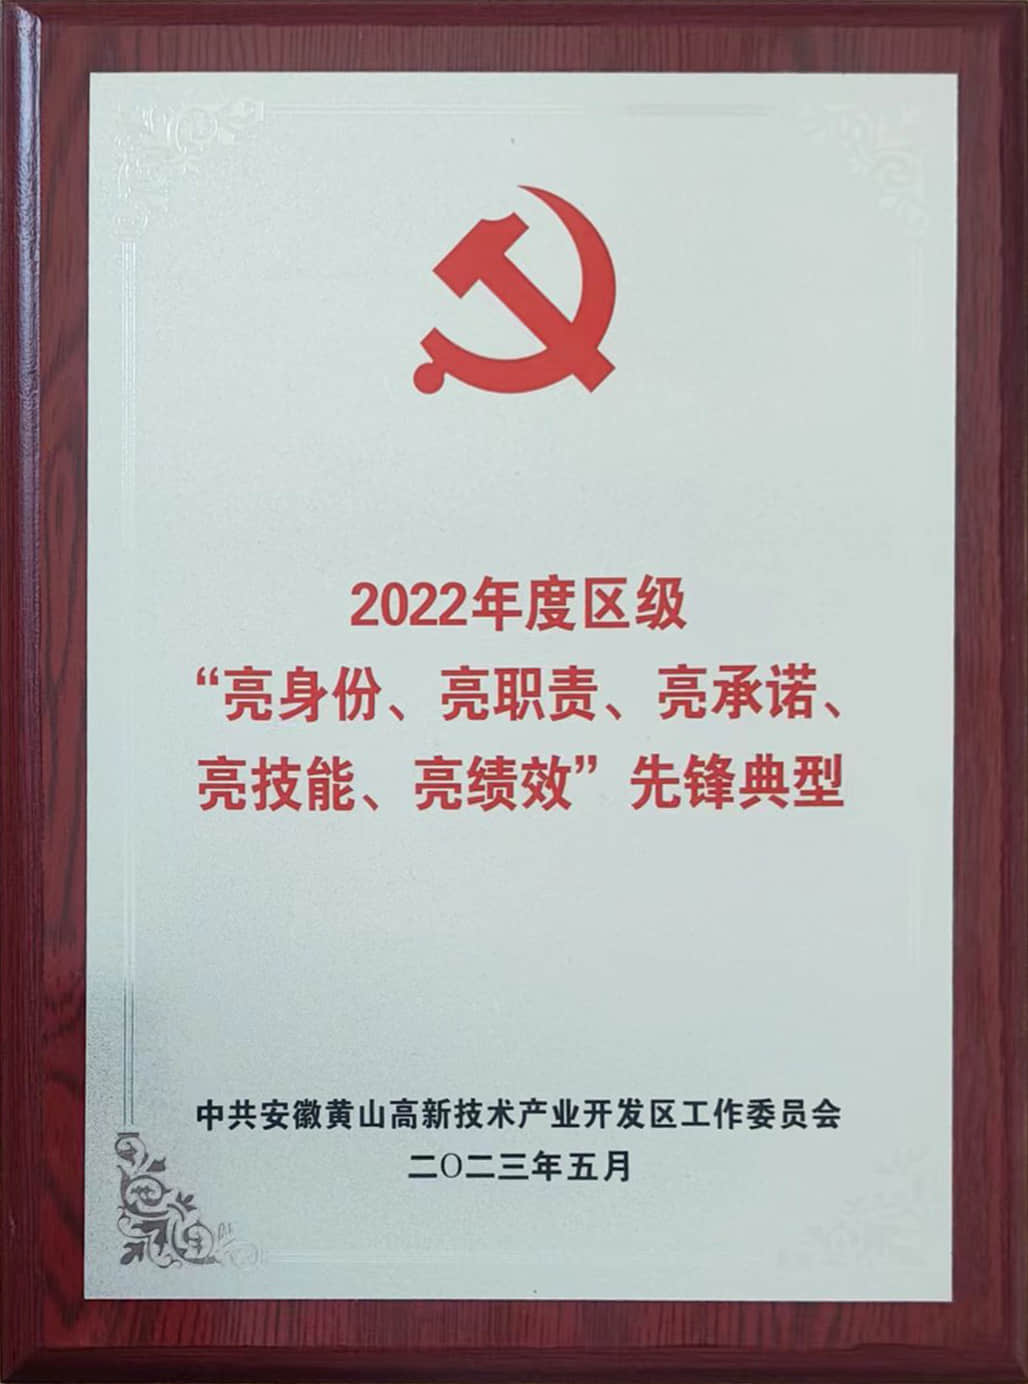 2022年度区级
“亮身份、亮职责、亮承诺、
亮技能、亮绩效”先锋典型
中共安徽黄山高新技术产业开发区工作委员会
二〇二三年五月